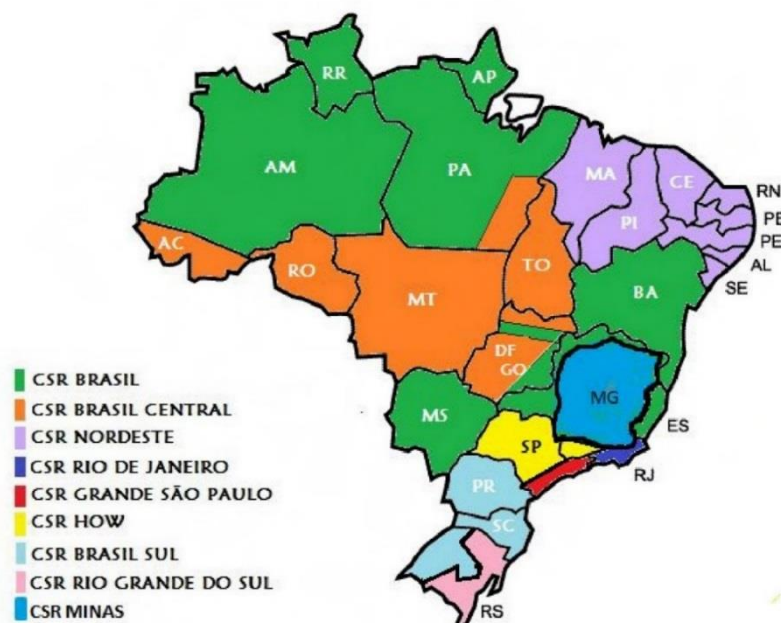 RR
AP
AM
PA
MA
CE
RN
PB
PI
PE
AC
AL
TO
SE
RO
BA
MT
DF
GO
CSR BRASIL
MG
CSR BRASIL CENTRAL
MS
ES
CSR NORDESTE
SP
CSR RIO DE JANEIRO
RJ
CSR GRANDE SÃO PAULO
PR
CSR HOW
SC
CSR BRASIL SUL
CSR RIO GRANDE DO SUL
RS
CSR MINAS